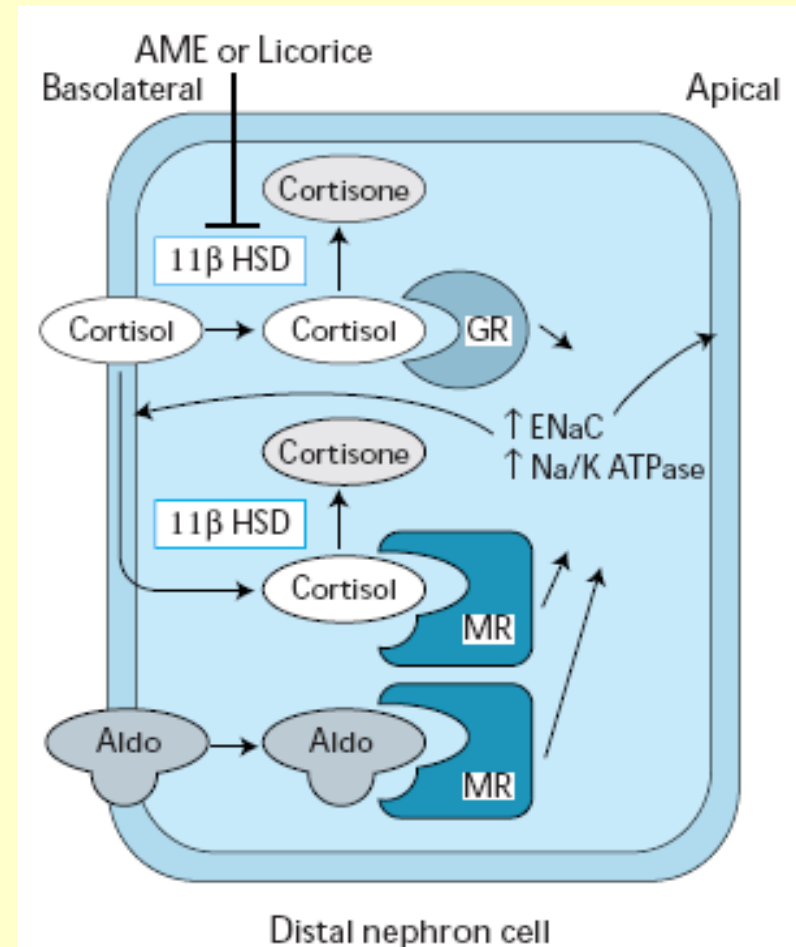 AME or Licorice
Basolateral
Apical
Cortisone
11β HSD
Cortisol
Cortisol
GR
↑ ENaC
↑ Na/K ATPase
Cortisone
11β HSD
Cortisol
MR
Aldo
Aldo
MR
Distal nephron cell